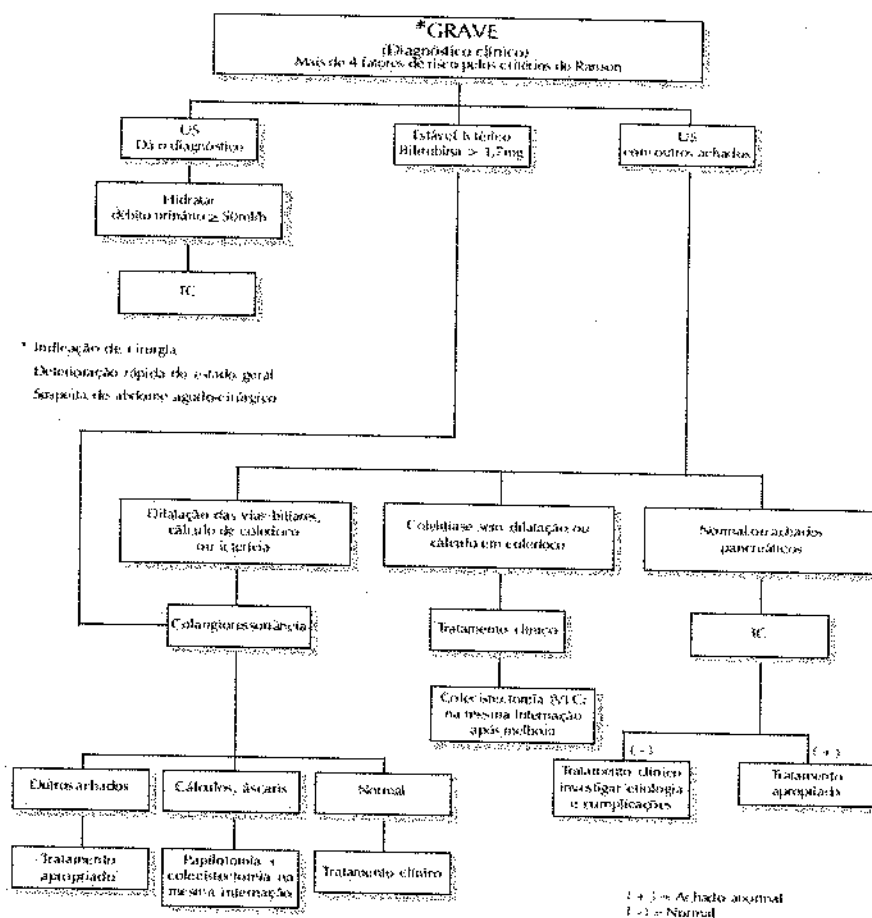 *GRAVE
(Diagnóstico clínico)
Mais de 4 fatores de risco pelos critérios de Ranson
US
Dá o diagnóstico
Estável Ictérico
Bilirrubina >
US
com outros achados
Hidratar
débito urinário ≥ 50ml/h
TC
* Indicação de cirurgia
Deterioração rápida do estado geral
Suspeita de abdome agudo-cirúrgico
Dilatação das vias biliares,
cálculo de colédoco
ou icterícia
Colelitíase sem dilatação ou
cálculo em colédoco
Normal ou achados
pancreáticos
Colangiorressonância
Tratamento clínico
TC
Colecistectomia
na mesma internação
após melhora
(-)
(+)
Outros achados
Cálculos, áscaris
Normal
Tratamento clínico
investigar etiologia
e complicações
Tratamento
apropriado
Tratamento
apropriado
Papilotomia +
colecistectomia na
mesma internação
Tratamento clínico
(+) = Achado anormal
(-) = Normal